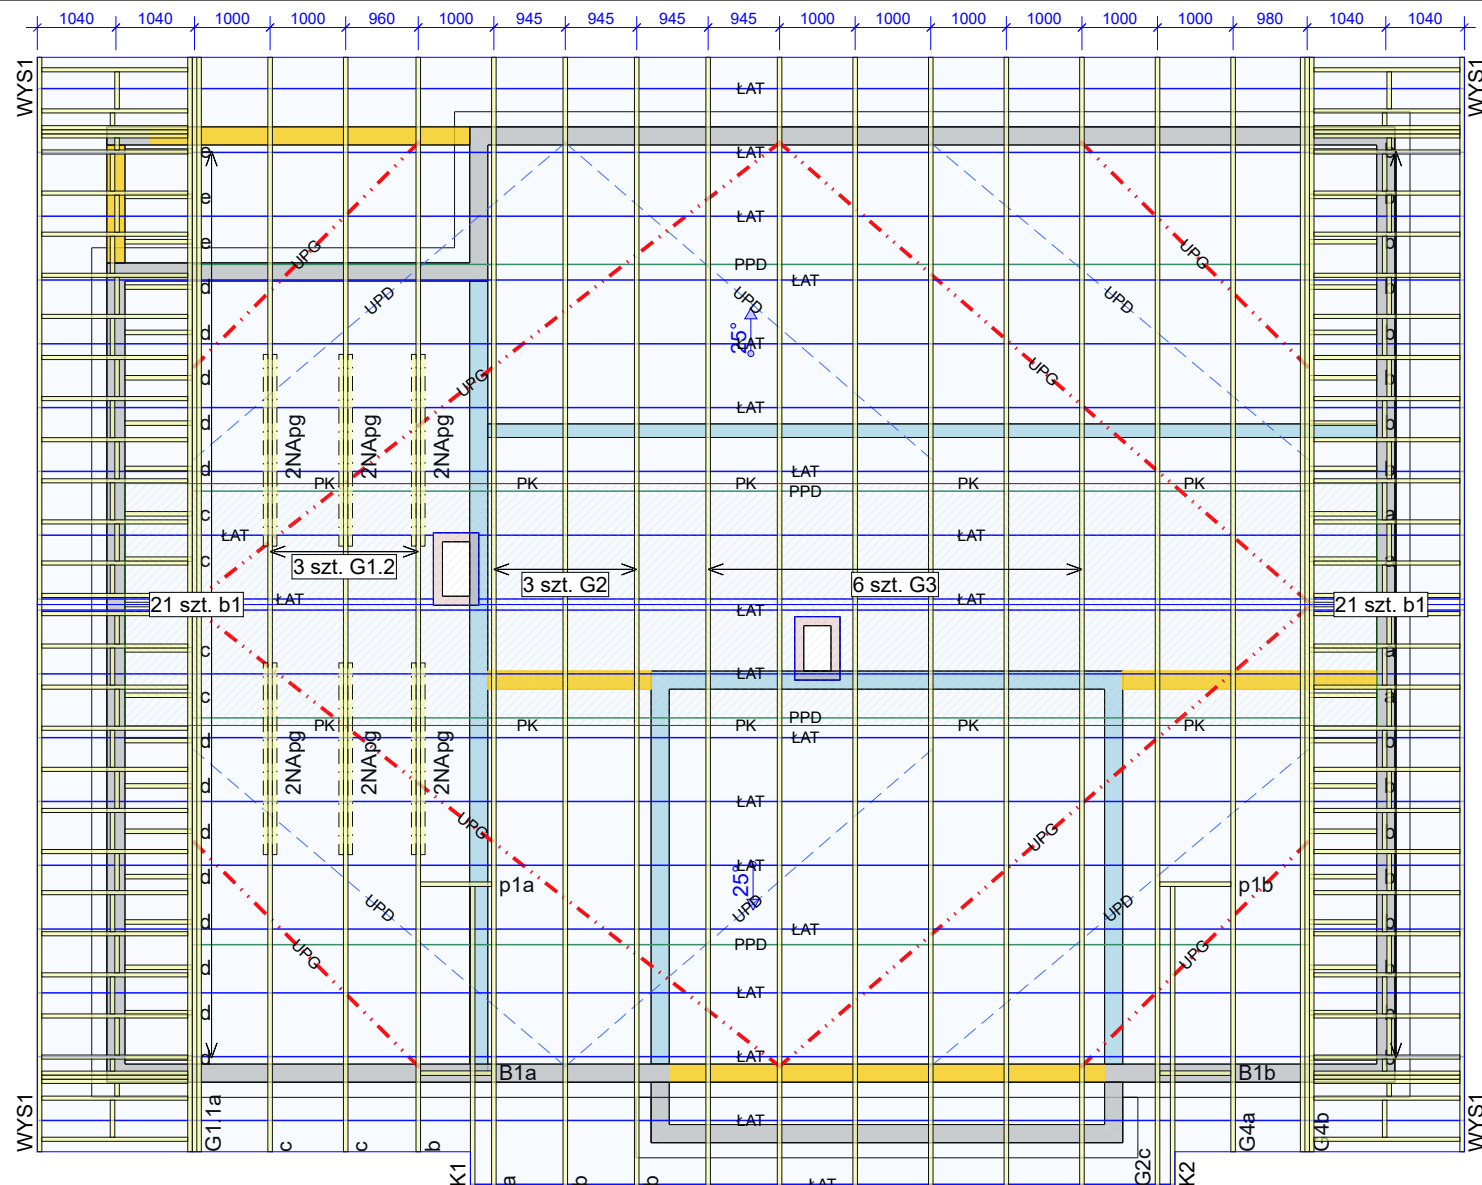 1040 1040 1000 1000 960 1000 945 945 945 945 1000 1000 1000 1000 1000 1000 980 1040 1040
WYS1 WYS1
ŁAT
e ŁAT b
e b
ŁAT
e UPG UPG b
PPD
ŁAT
d UPD UPD UPD b
d 25° ŁAT b
d UPG UPG b
ŁAT
d 2NApg 2NApg 2NApg b
d ŁAT b
PK PK PK PK PK
PPD
c a
ŁAT ŁAT
c 3 szt. G1.2 a
3 szt. G2 6 szt. G3
21 szt. b1 ŁAT ŁAT 21 szt. b1
ŁAT
c a
ŁAT
c a
PPD
PK PK PK PK PK
d ŁAT b
2NApg 2NApg 2NApg
d b
ŁAT
d UPG UPG b
ŁAT
d 25° p1a p1b b
d UPD UPD UPD b
ŁAT
PPD
d UPG UPG b
ŁAT
d b
d ŁAT b
B1a B1b
WYS1 G1.1a ŁAT G4a G4b WYS1
c c b
K1 a b b G2c K2
ŁAT